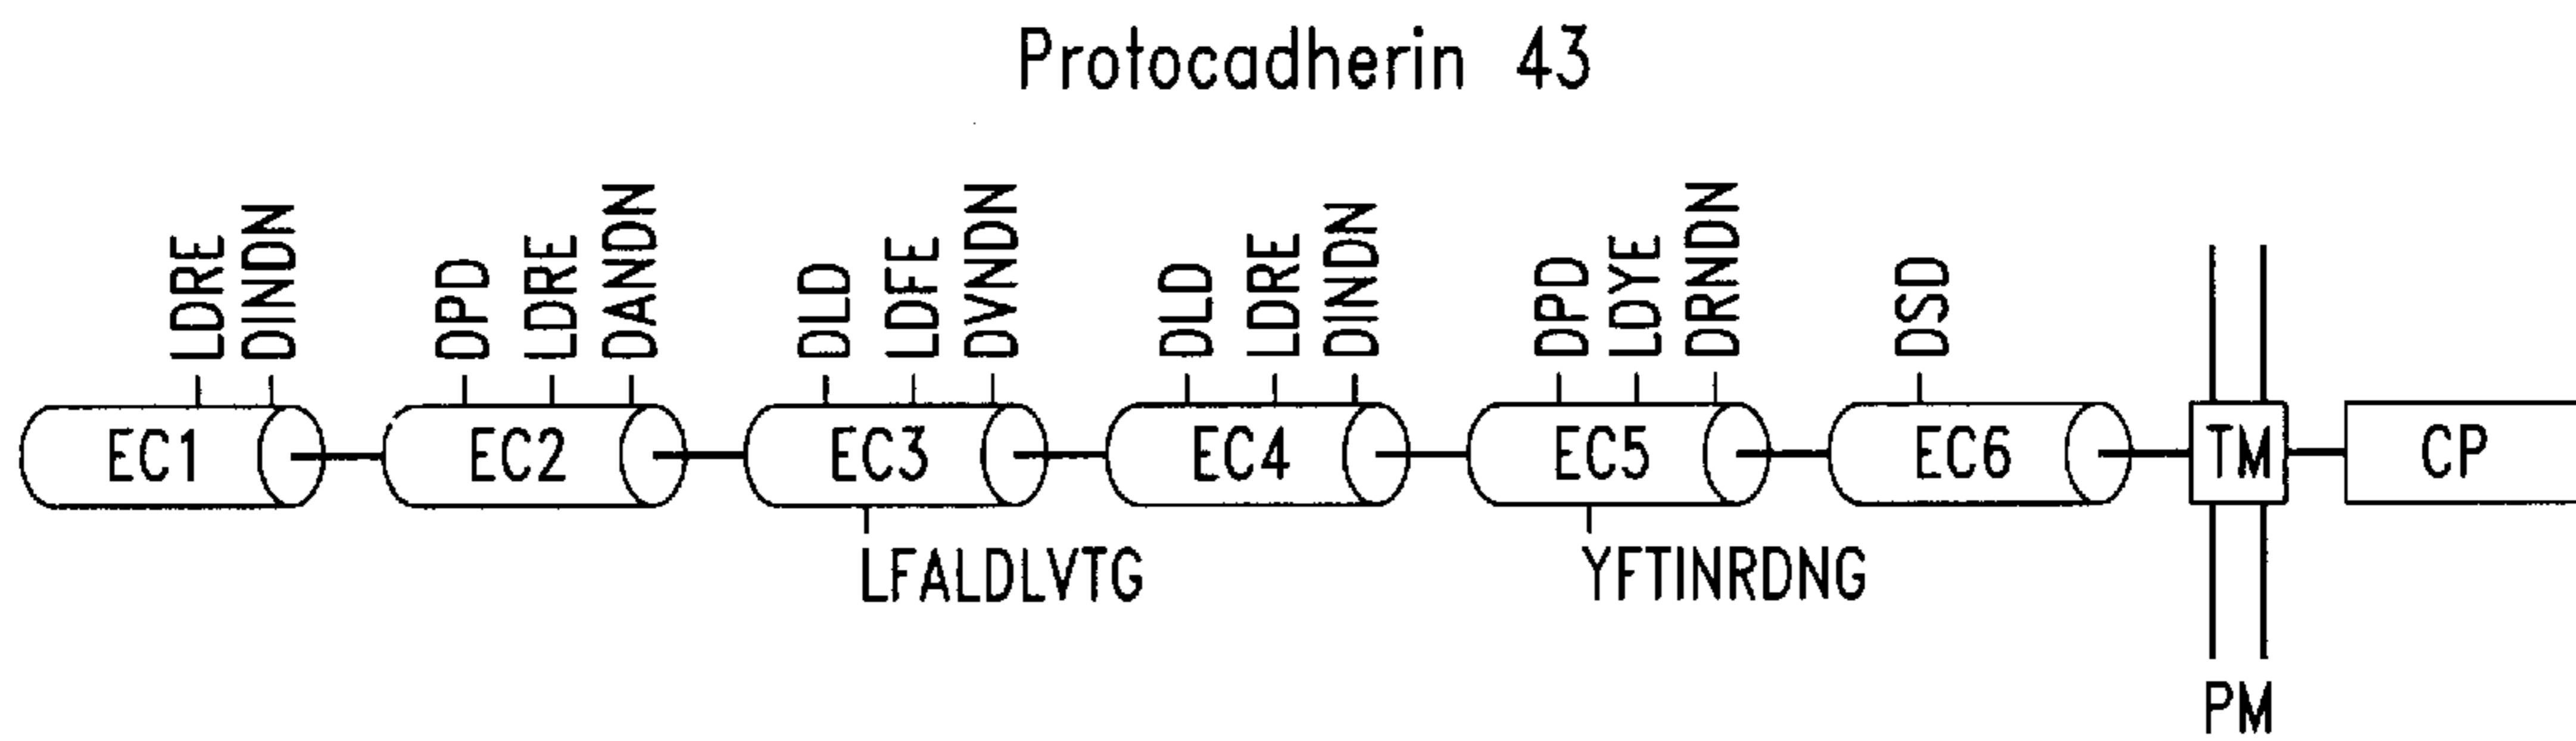 Protocadherin 43
LDRE DINDN DPD LDRE DANDN DLD LDFE DVNDN DLD LDRE DINDN DPD LDYE DRNDN DSD
EC1 EC2 EC3 EC4 EC5 EC6 TM CP
LFALDLVTG YFTINRDNG
PM